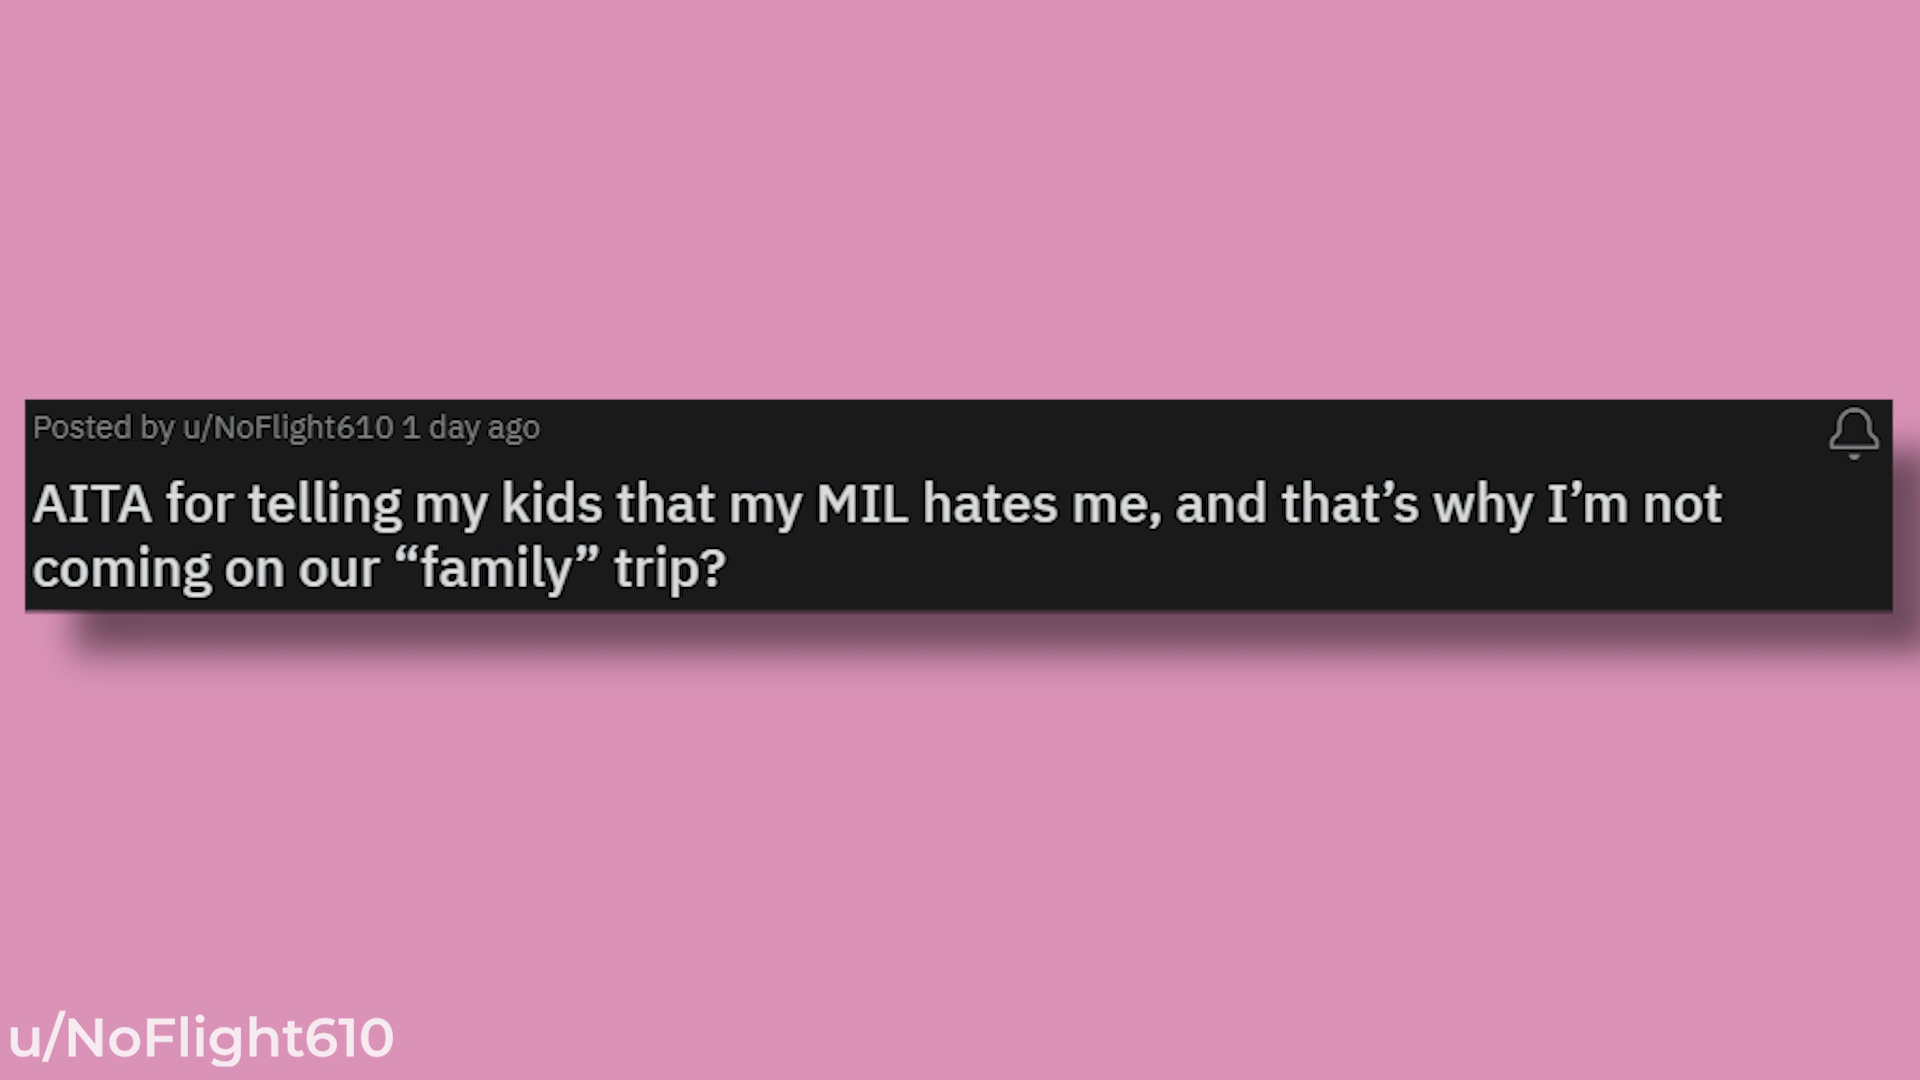 Posted by u/NoFlight610 1 day ago
AITA for telling my kids that my MIL hates me, and that’s why I’m not
coming on our “family” trip?
u/NoFlight610